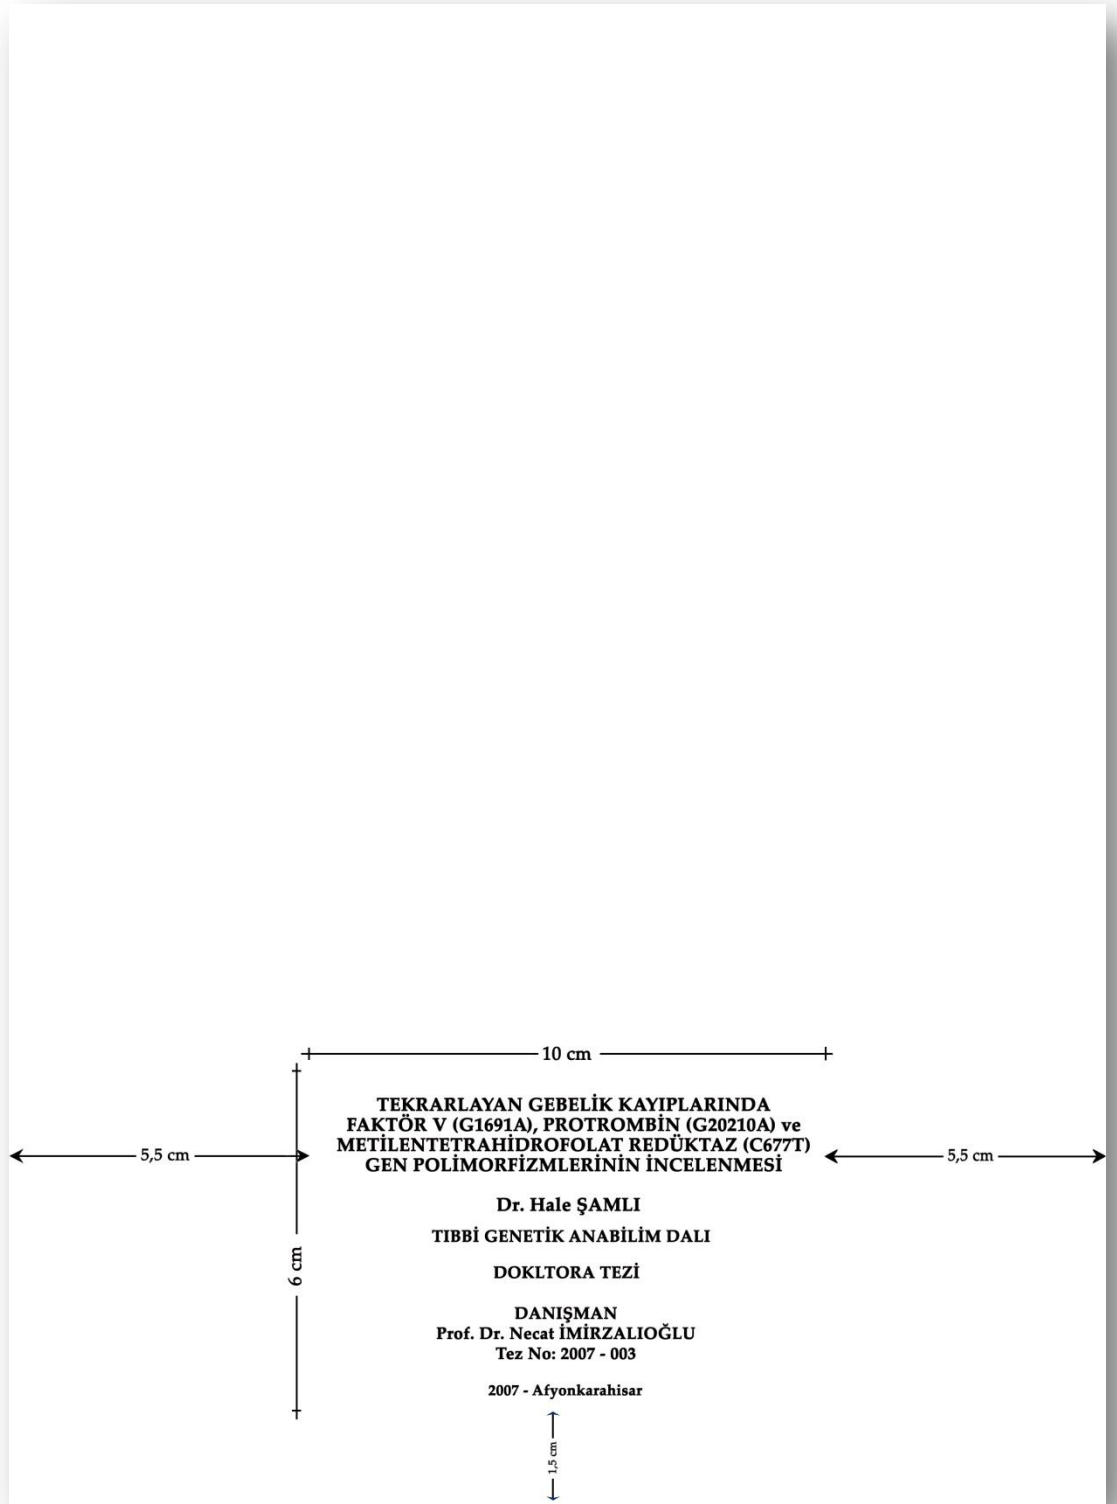 10 cm
TEKRARLAYAN GEBELİK KAYIPLARINDA
FAKTÖR V (G1691A), PROTROMBİN (G20210A) ve
METİLENTETRAHİDROFOLAT REDÜKTAZ (C677T)
GEN POLİMORFİZMLERİNİN İNCELENMESİ
5,5 cm
5,5 cm
Dr. Hale ŞAMLI
TIBBİ GENETİK ANABİLİM DALI
6 cm
DOKLTORA TEZİ
DANIŞMAN
Prof. Dr. Necat İMİRZALIOĞLU
Tez No: 2007 - 003
2007 - Afyonkarahisar
1,5 cm